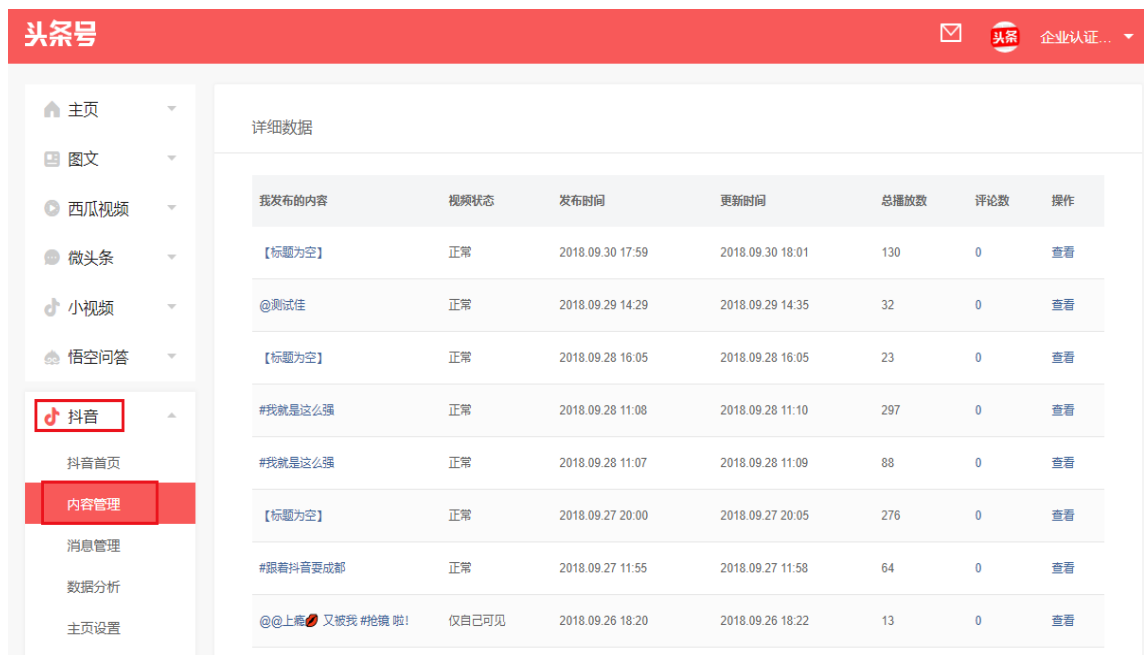 头条号
头条 企业认证...
主页
图文
西瓜视频
微头条
小视频
悟空问答
抖音
抖音首页
内容管理
消息管理
数据分析
主页设置
详细数据
我发布的内容 视频状态 发布时间 更新时间 总播放数 评论数 操作
【标题为空】 正常 2018.09.30 17:59 2018.09.30 18:01 130 0 查看
@测试佳 正常 2018.09.29 14:29 2018.09.29 14:35 32 0 查看
【标题为空】 正常 2018.09.28 16:05 2018.09.28 16:05 23 0 查看
#我就是这么强 正常 2018.09.28 11:08 2018.09.28 11:10 297 0 查看
#我就是这么强 正常 2018.09.28 11:07 2018.09.28 11:09 88 0 查看
【标题为空】 正常 2018.09.27 20:00 2018.09.27 20:05 276 0 查看
#跟着抖音耍成都 正常 2018.09.27 11:55 2018.09.27 11:58 64 0 查看
@@上瘾💋 又被我 #抢镜 啦! 仅自己可见 2018.09.26 18:20 2018.09.26 18:22 13 0 查看